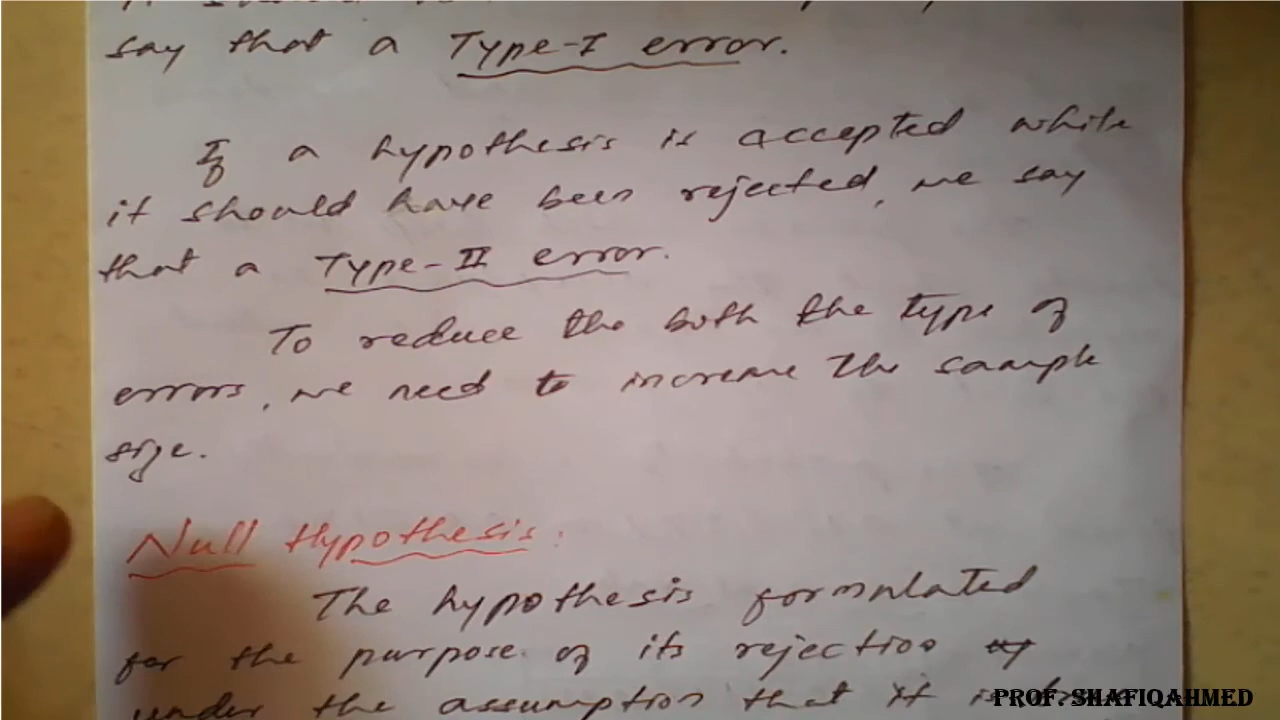 say that a Type-I error.
If a hypothesis is accepted while
it should have been rejected, we say
that a Type-II error.
To reduce the both the type of
errors, we need to increase the sample
size.
Null Hypothesis:
The hypothesis formulated
for the purpose of its rejection
under the assumption that it is
PROF. SHAFIQAHMED